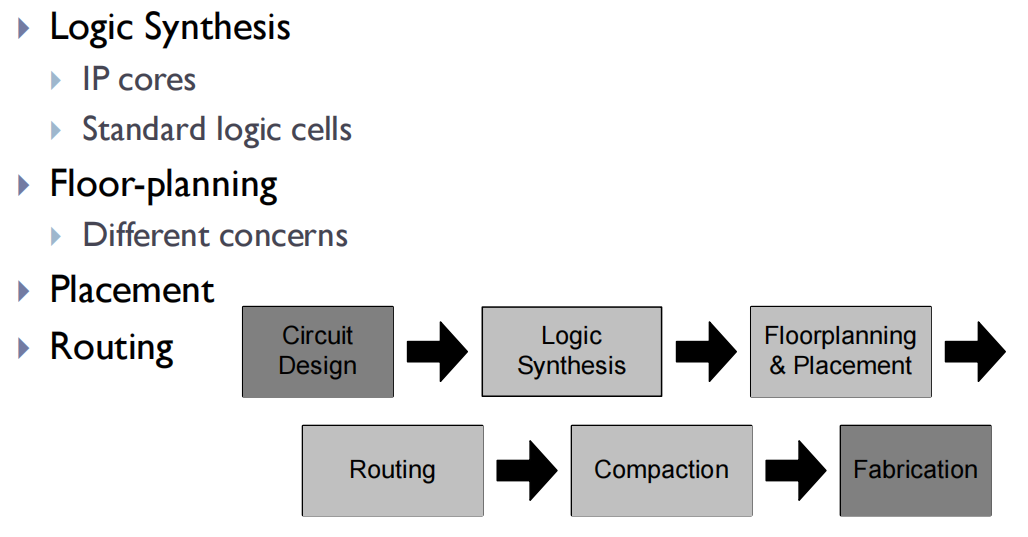 Logic Synthesis
IP cores
Standard logic cells
Floor-planning
Different concerns
Placement
Routing
Circuit
Design
Logic
Synthesis
Floorplanning
& Placement
Routing
Compaction
Fabrication